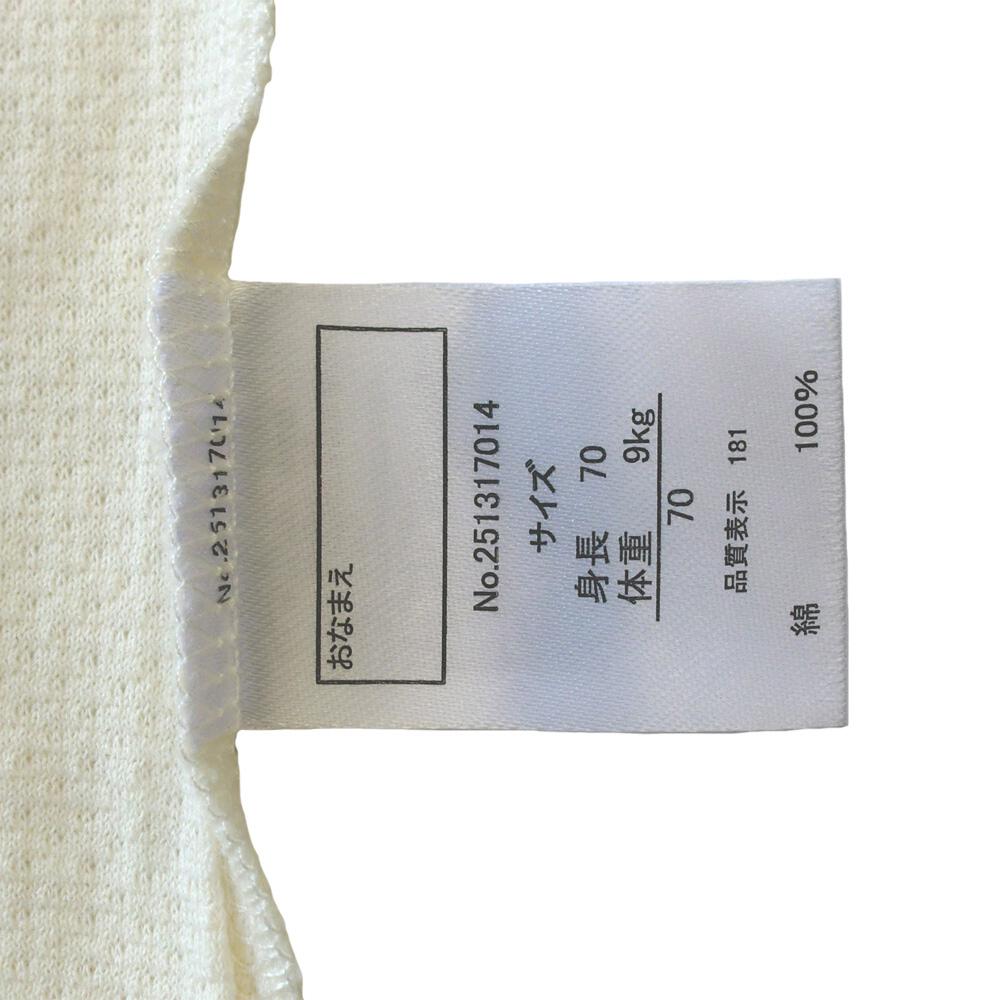 No.251317014
おなまえ
No.251317014
サイズ
身長 70
体重 9kg
70
品質表示 181
綿 100%